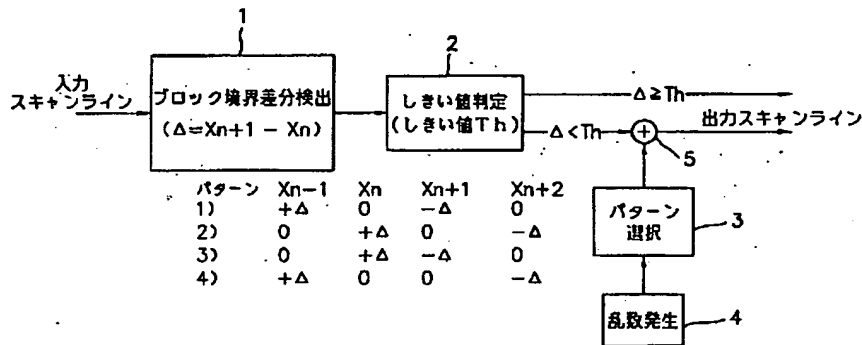 1
入力
スキャンライン
ブロック境界差分検出
(Δ=Xn+1 - Xn)
2
しきい値判定
(しきい値Th)
Δ≧Th
Δ<Th
出力スキャンライン
5
パターン Xn-1 Xn Xn+1 Xn+2
1) +Δ 0 -Δ 0
2) 0 +Δ 0 -Δ
3) 0 +Δ -Δ 0
4) +Δ 0 0 -Δ
パターン
選択
3
乱数発生
4